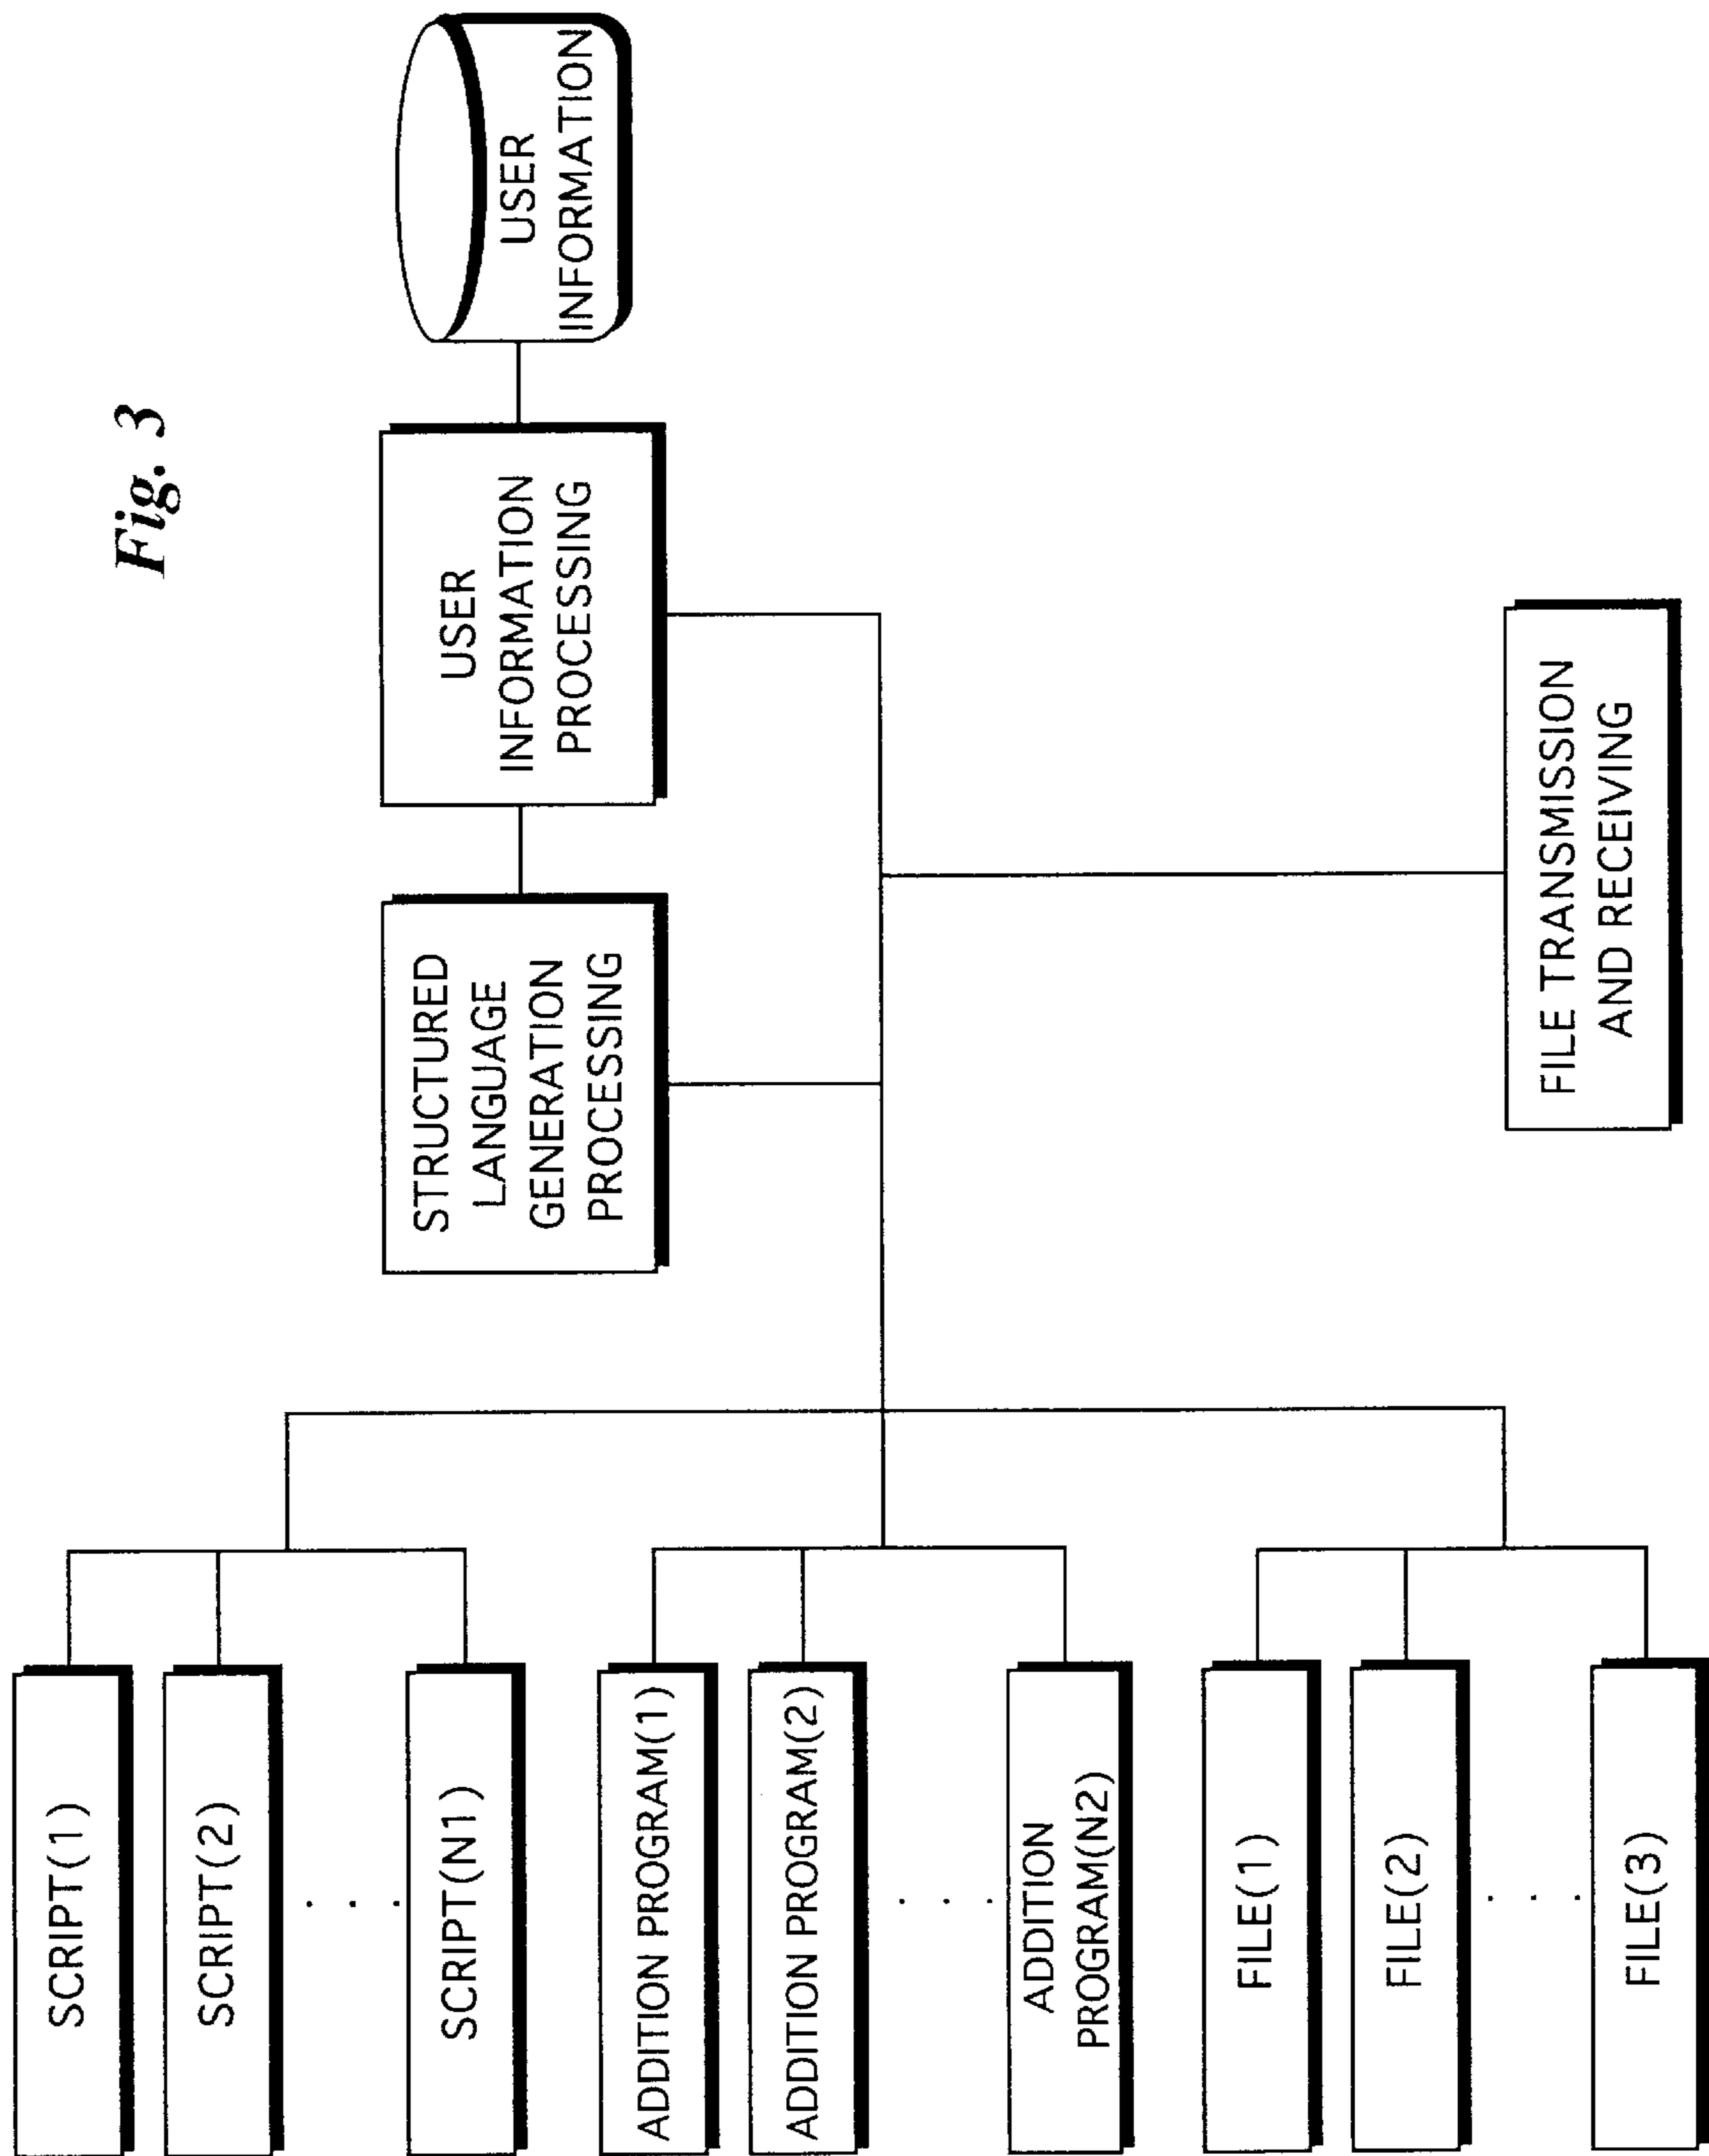 Fig. 3
SCRIPT(1)
SCRIPT(2)
. . .
SCRIPT(N1)
ADDITION PROGRAM(1)
ADDITION PROGRAM(2)
. . .
ADDITION
PROGRAM(N2)
FILE(1)
FILE(2)
. . .
FILE(3)
STRUCTURED
LANGUAGE
GENERATION
PROCESSING
USER
INFORMATION
PROCESSING
USER
INFORMATION
FILE TRANSMISSION
AND RECEIVING